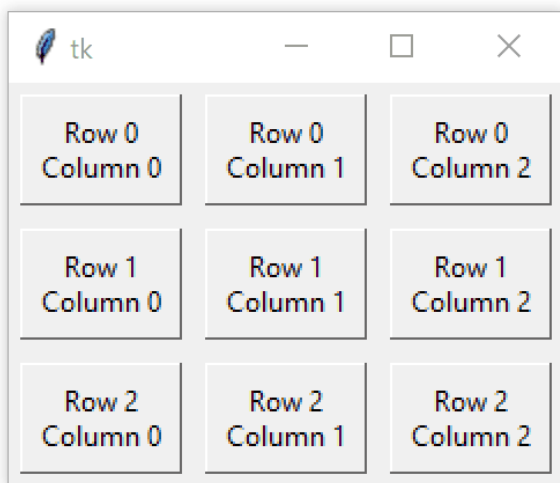 tk
Row 0 Row 0 Row 0
Column 0 Column 1 Column 2
Row 1 Row 1 Row 1
Column 0 Column 1 Column 2
Row 2 Row 2 Row 2
Column 0 Column 1 Column 2